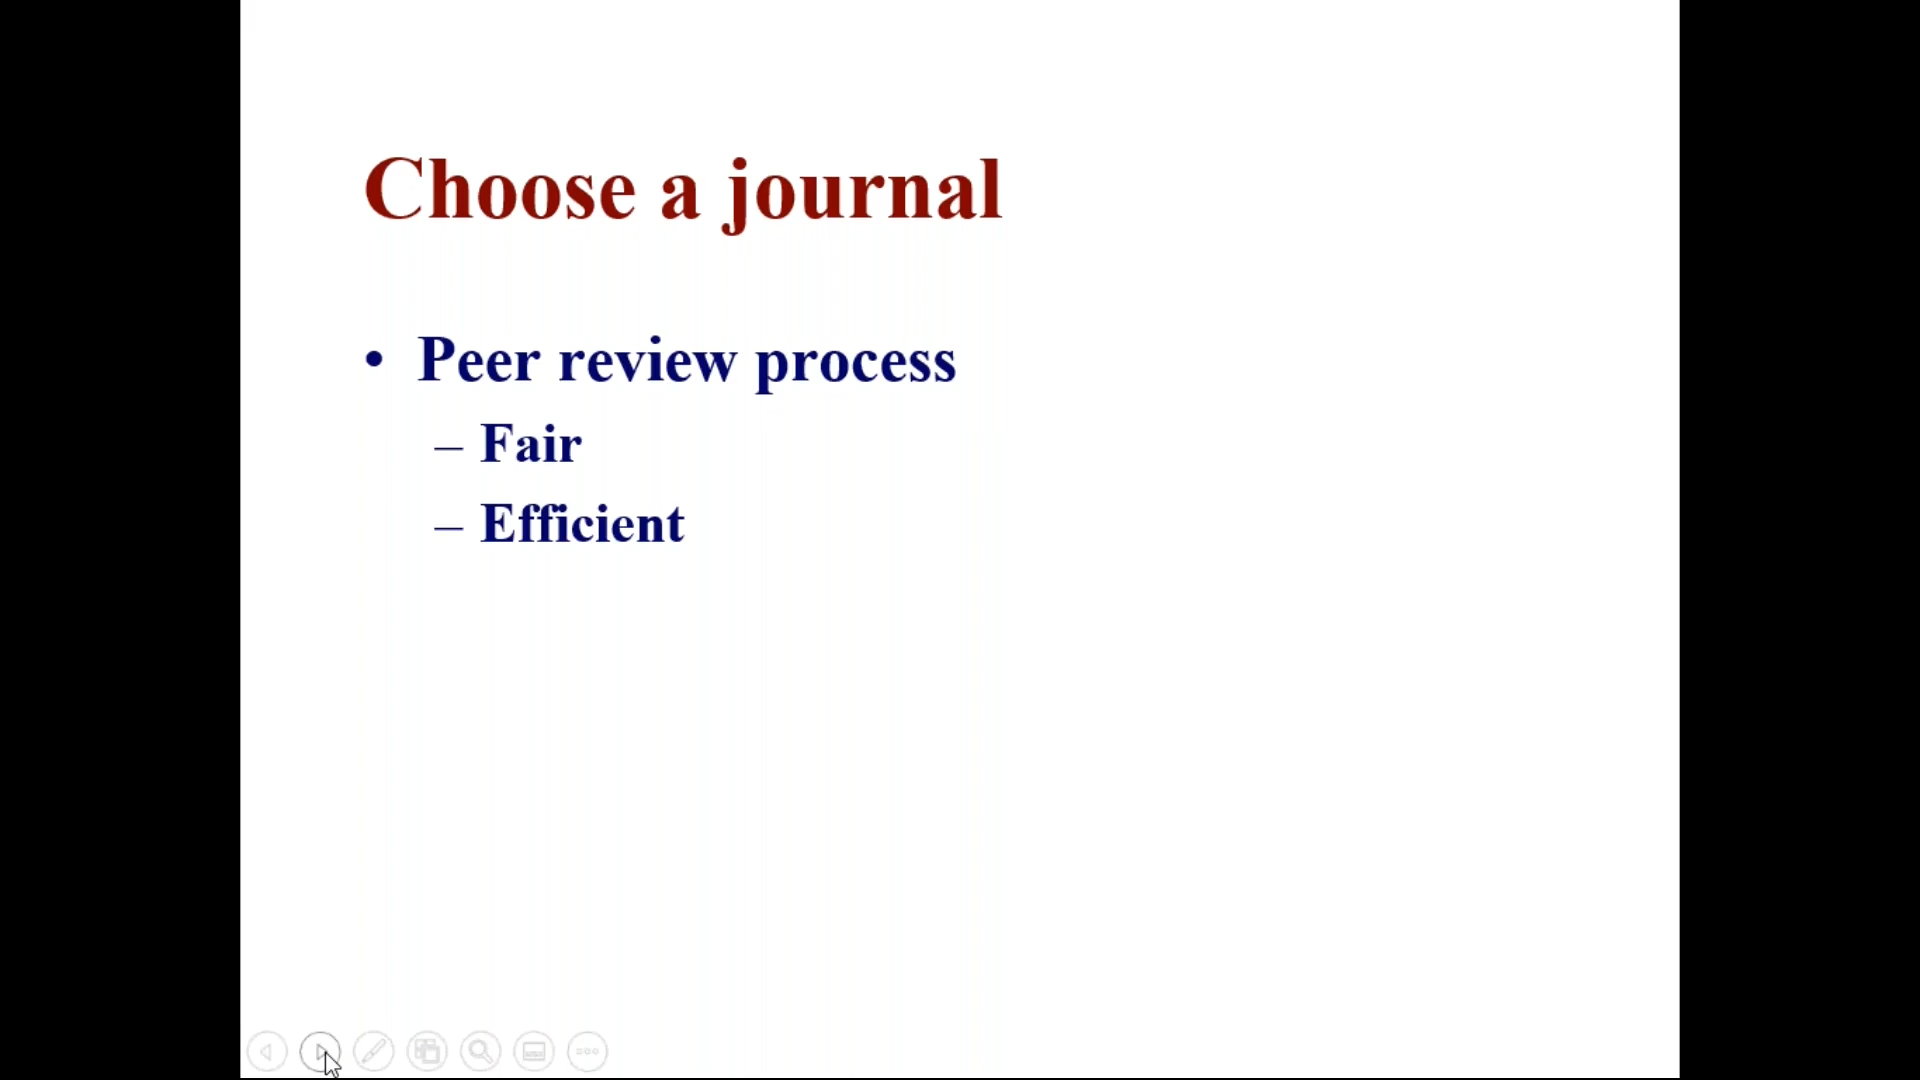 Choose a journal
• Peer review process
– Fair
– Efficient